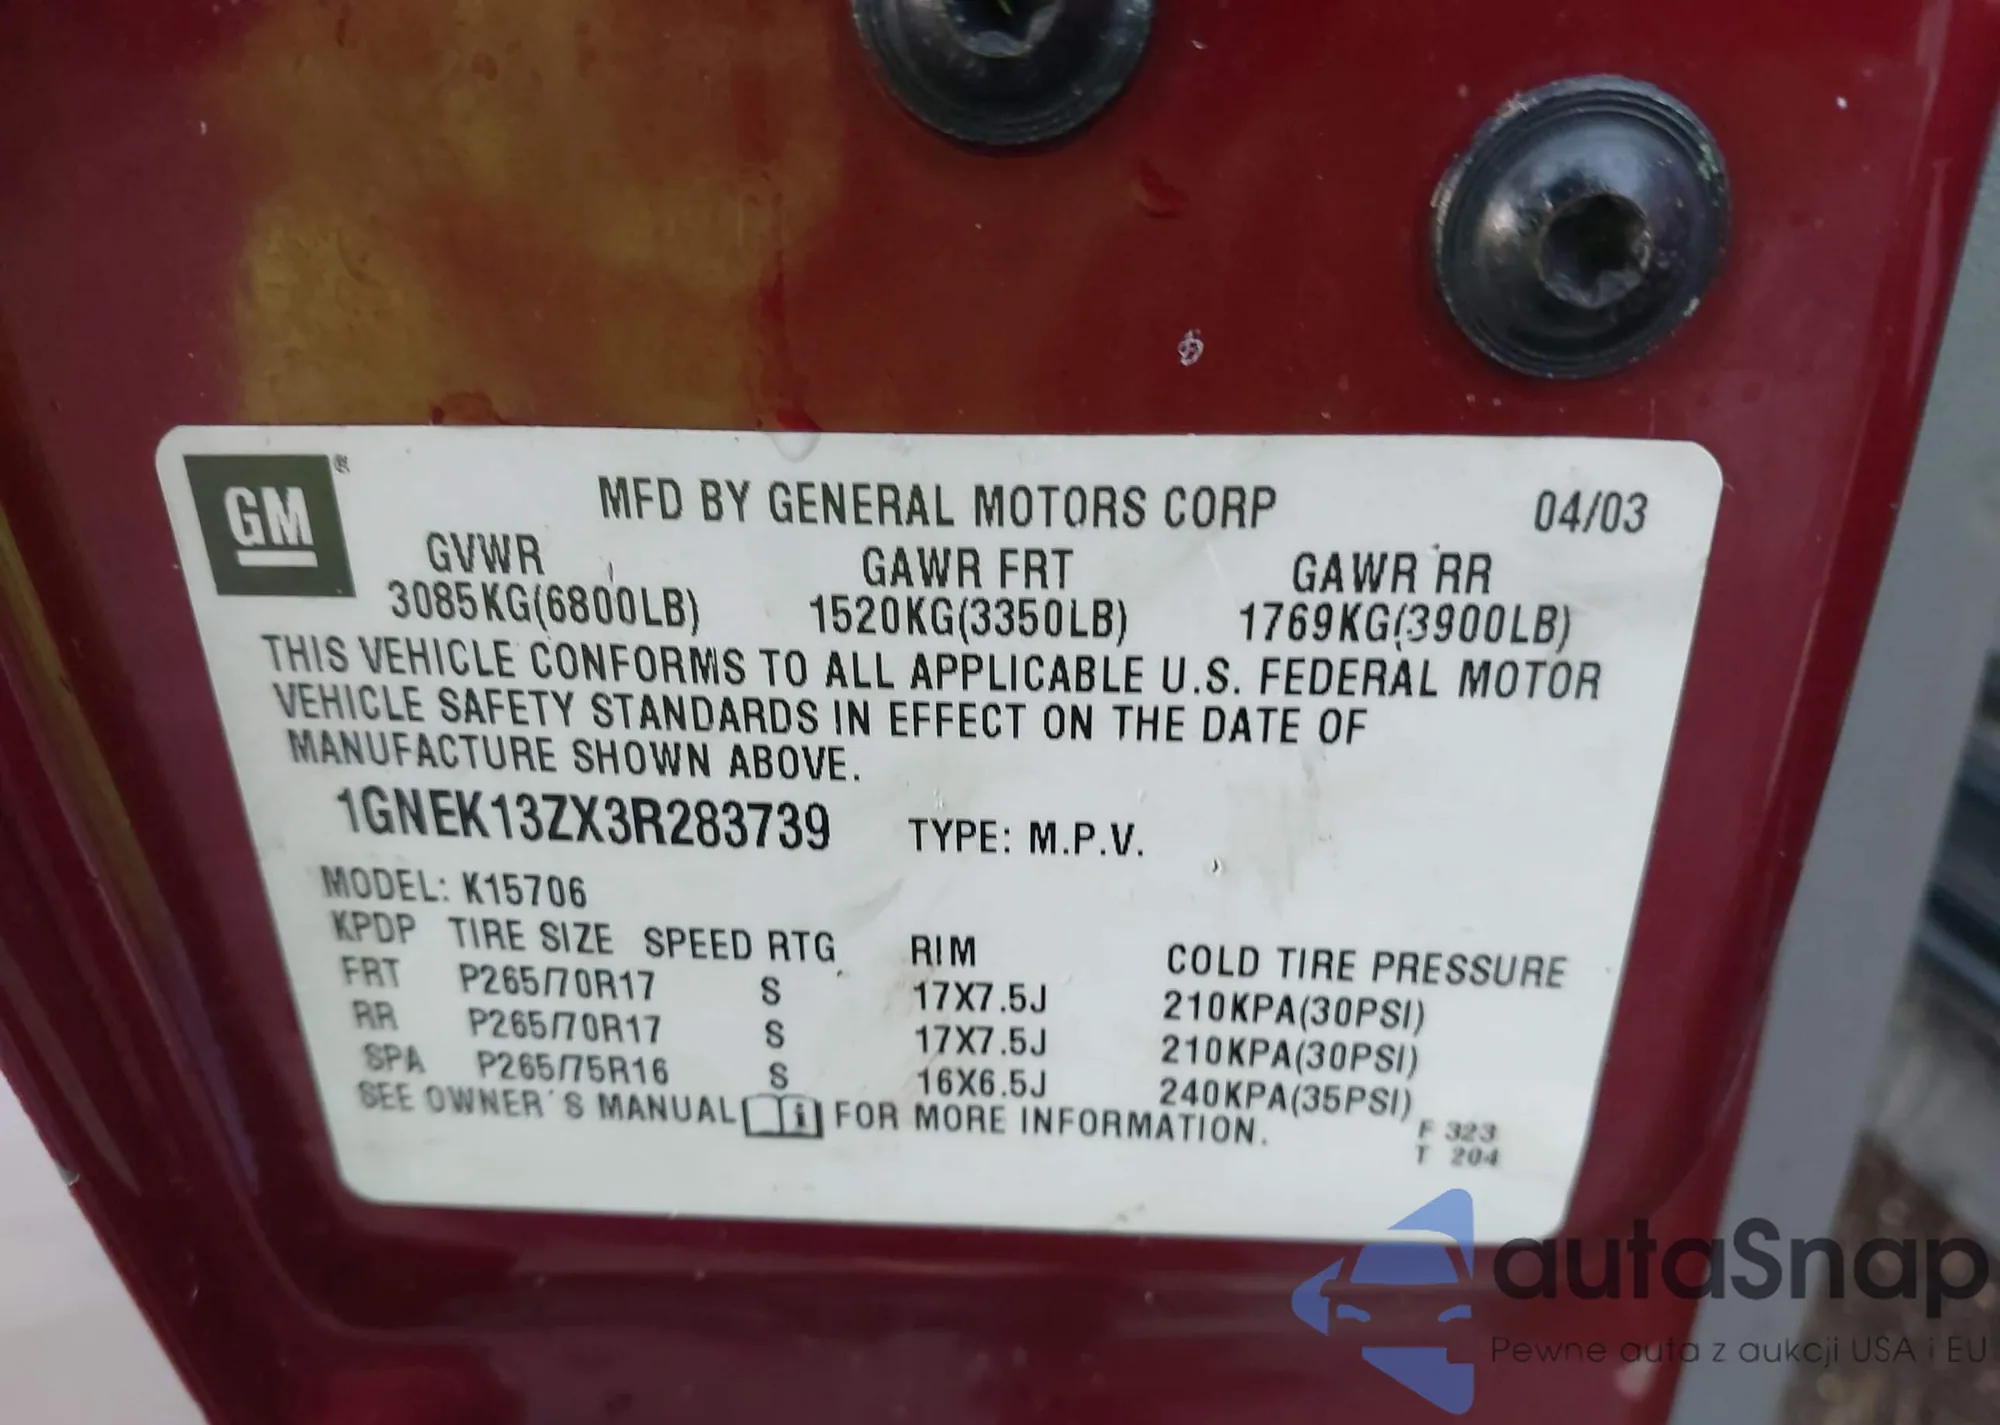 GM®
MFD BY GENERAL MOTORS CORP 04/03
GVWR GAWR FRT GAWR RR
3085KG(6800LB) 1520KG(3350LB) 1769KG(3900LB)
THIS VEHICLE CONFORMS TO ALL APPLICABLE U.S. FEDERAL MOTOR
VEHICLE SAFETY STANDARDS IN EFFECT ON THE DATE OF
MANUFACTURE SHOWN ABOVE.
1GNEK13ZX3R283739 TYPE: M.P.V.
MODEL: K15706
KPDP TIRE SIZE SPEED RTG RIM COLD TIRE PRESSURE
FRT P265/70R17 S 17X7.5J 210KPA(30PSI)
RR P265/70R17 S 17X7.5J 210KPA(30PSI)
SPA P265/75R16 S 16X6.5J 240KPA(35PSI)
SEE OWNER'S MANUAL i FOR MORE INFORMATION.
F 323
T 204
autaSnap
Pewne auta z aukcji USA i EU